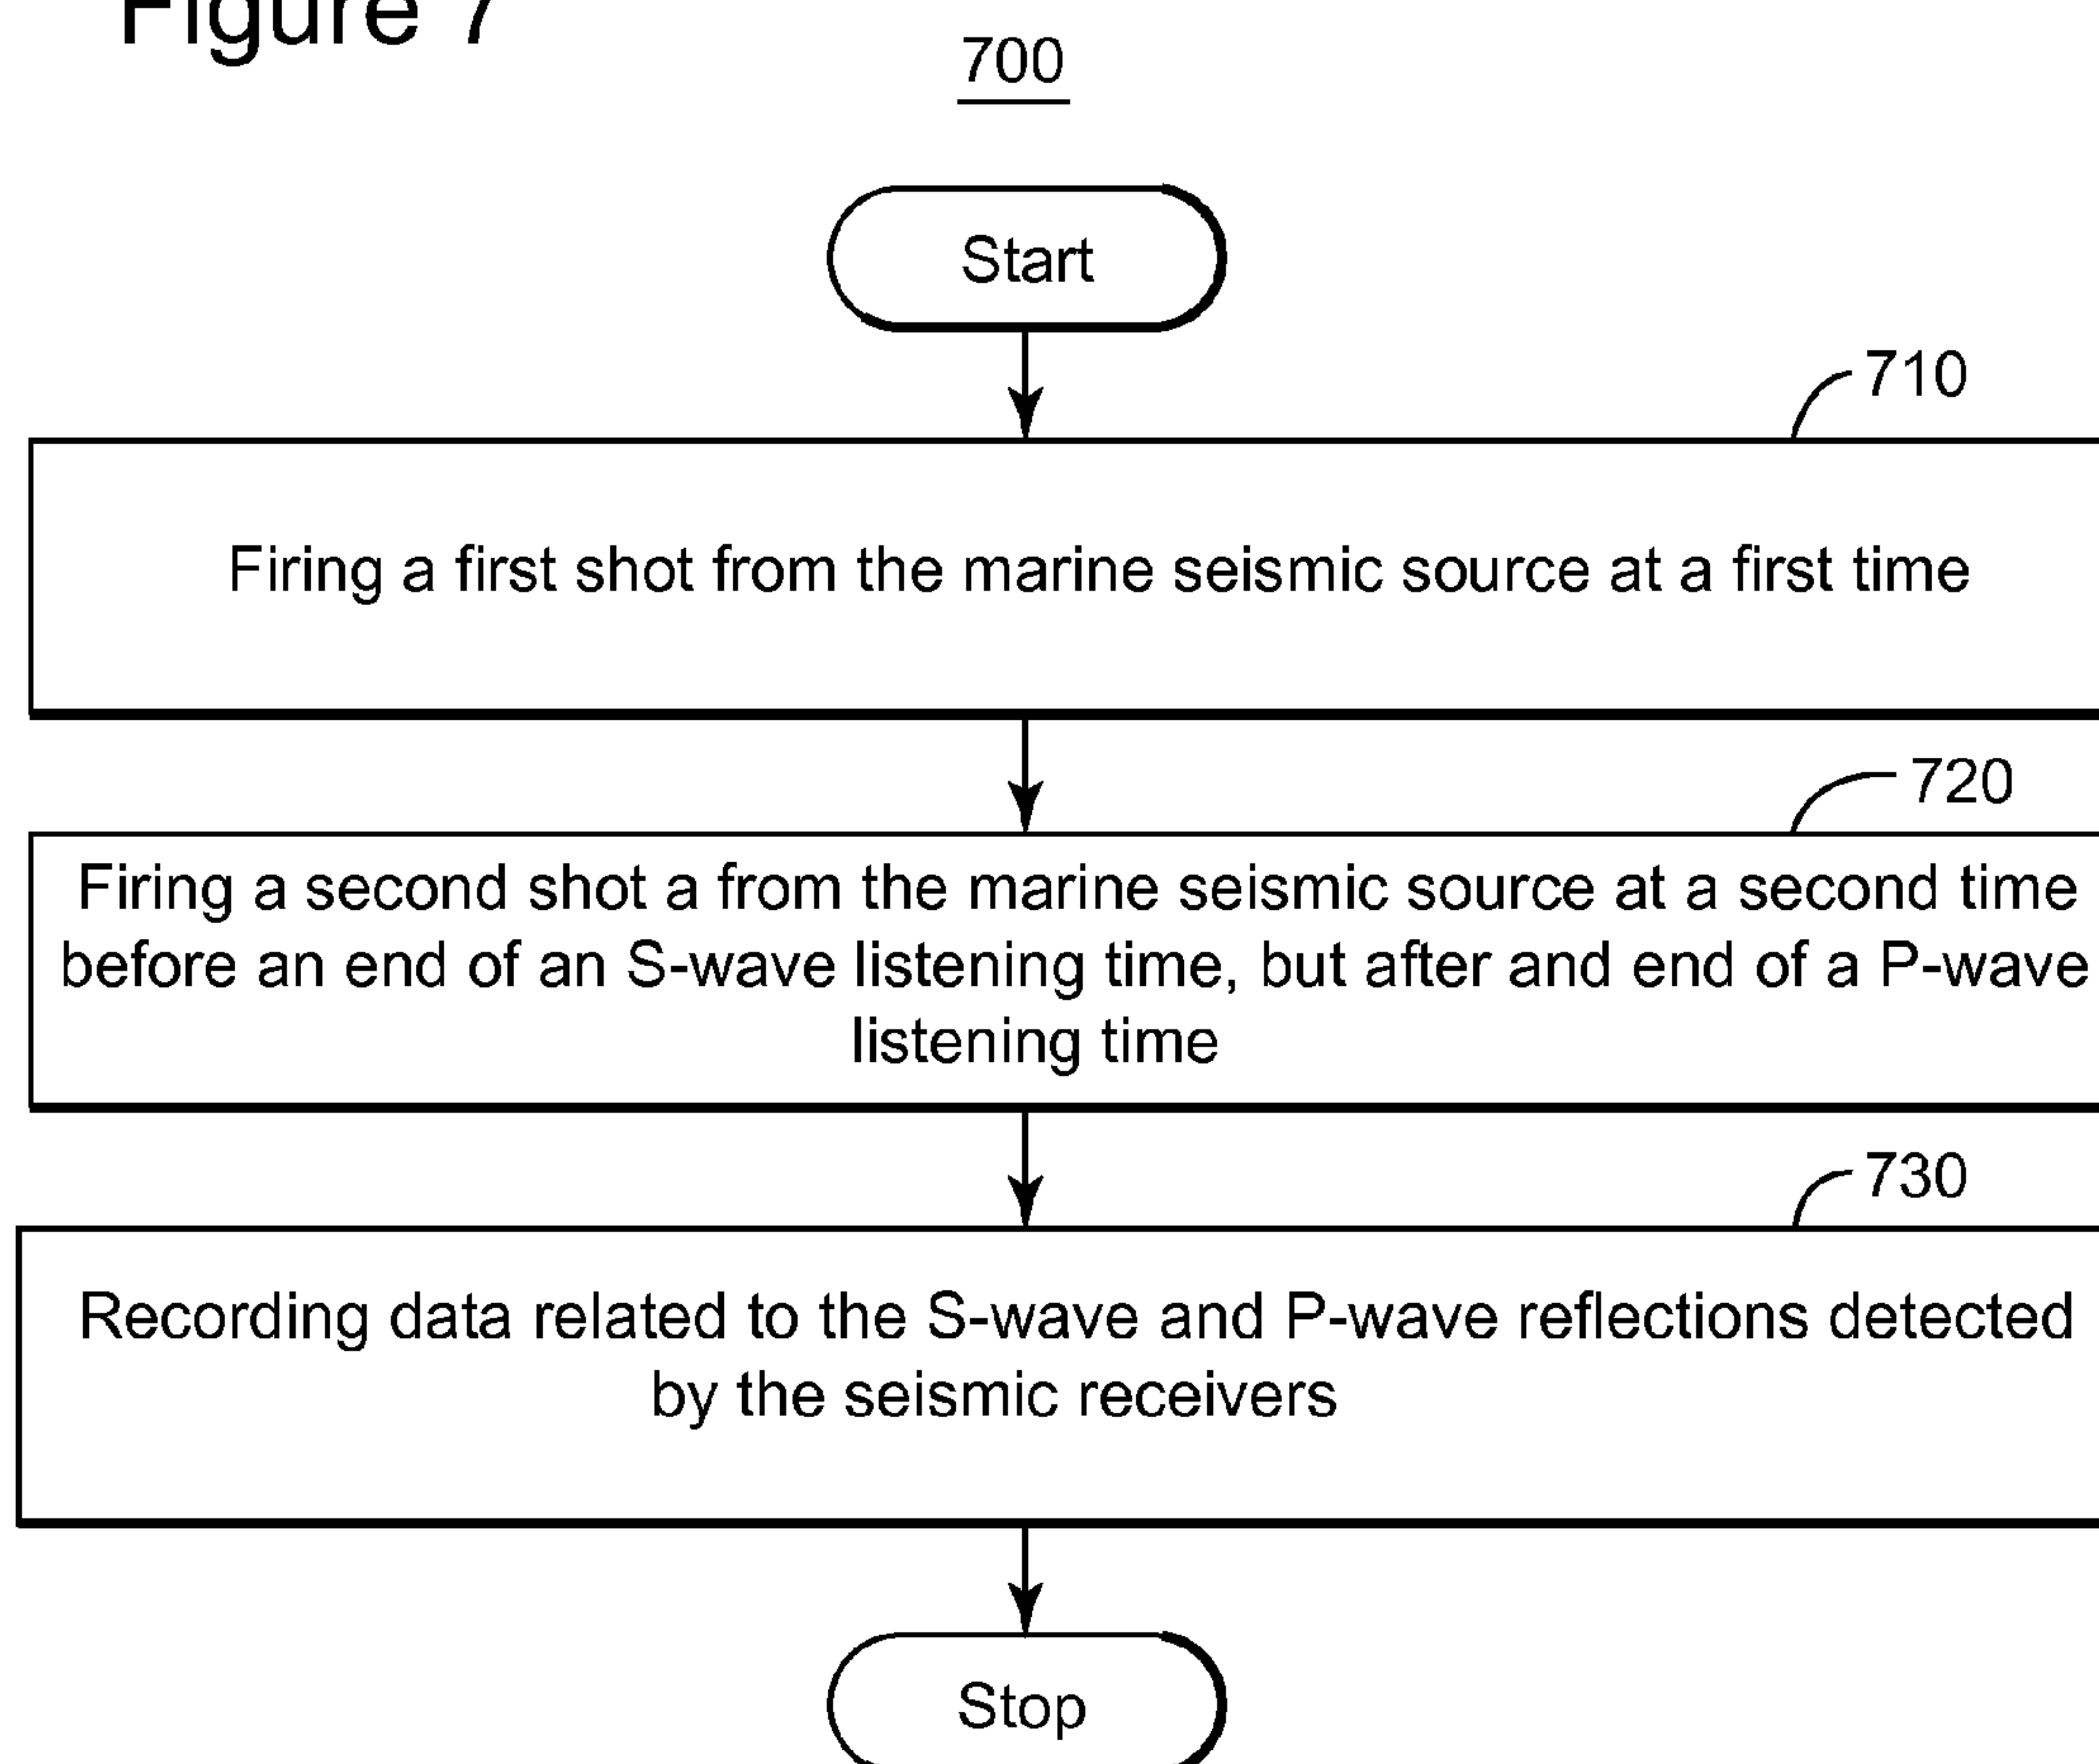 Figure 7
700
Start
710
Firing a first shot from the marine seismic source at a first time
720
Firing a second shot a from the marine seismic source at a second time
before an end of an S-wave listening time, but after and end of a P-wave
listening time
730
Recording data related to the S-wave and P-wave reflections detected
by the seismic receivers
Stop